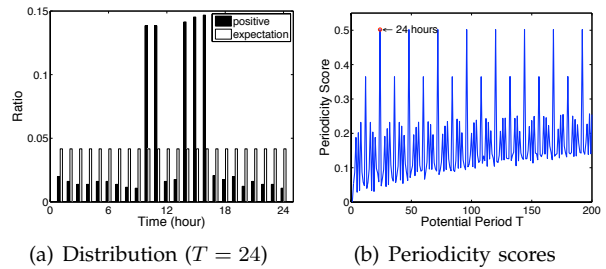 positive
expectation
0.15
0.1
0.05
0
Ratio
0 6 12 18 24
Time (hour)
(a) Distribution (T = 24)
← 24 hours
0.5
0.4
0.3
0.2
0.1
0
Periodicity Score
0 50 100 150 200
Potential Period T
(b) Periodicity scores